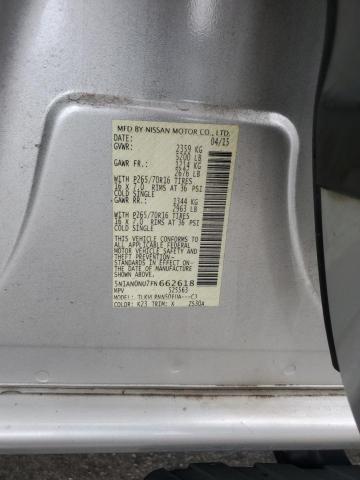 MFD BY NISSAN MOTOR CO., LTD.
DATE: 04/15
GVWR: 2359 KG
5200 LB
GAWR FR: 1214 KG
2676 LB
WITH P265/70R16 TIRES
16 X 7.0 RIMS AT 36 PSI
COLD SINGLE
GAWR RR: 1344 KG
2963 LB
WITH P265/70R16 TIRES
16 X 7.0 RIMS AT 36 PSI
COLD SINGLE
THIS VEHICLE CONFORMS TO ALL
APPLICABLE FEDERAL MOTOR
VEHICLE SAFETY
STANDARDS IN EFFECT ON THE
DATE OF MANUFACTURE SHOWN
ABOVE.
5N1AN0NU7FN662618
MPV 525563
MODEL:
COLOR: K23 TRIM: X